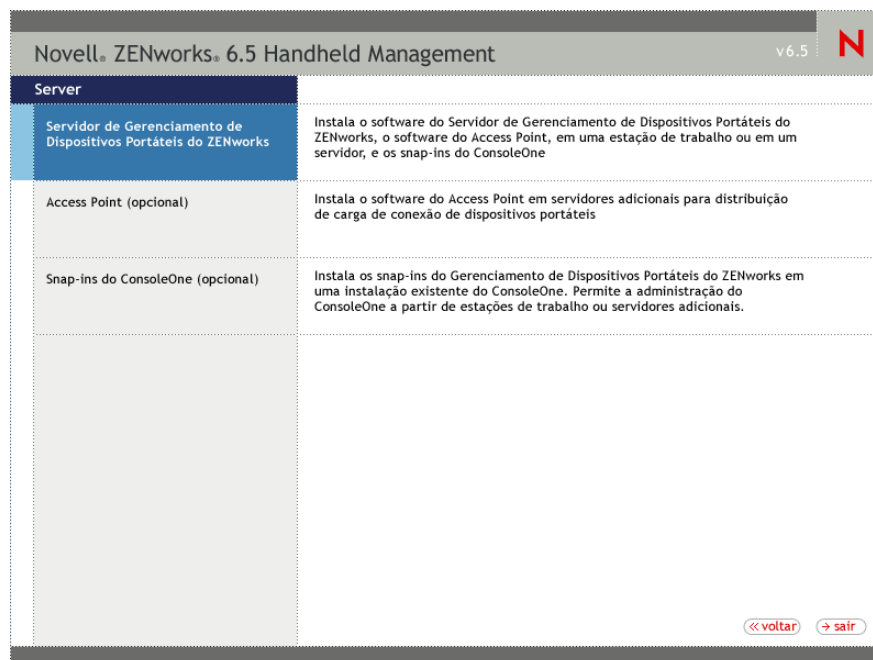 Novell® ZENworks® 6.5 Handheld Management
v6.5
N
Server
Servidor de Gerenciamento de
Dispositivos Portáteis do ZENworks
Instala o software do Servidor de Gerenciamento de Dispositivos Portáteis do
ZENworks, o software do Access Point, em uma estação de trabalho ou em um
servidor, e os snap-ins do ConsoleOne
Access Point (opcional)
Instala o software do Access Point em servidores adicionais para distribuição
de carga de conexão de dispositivos portáteis
Snap-ins do ConsoleOne (opcional)
Instala os snap-ins do Gerenciamento de Dispositivos Portáteis do ZENworks em
uma instalação existente do ConsoleOne. Permite a administração do
ConsoleOne a partir de estações de trabalho ou servidores adicionais.
voltar
sair